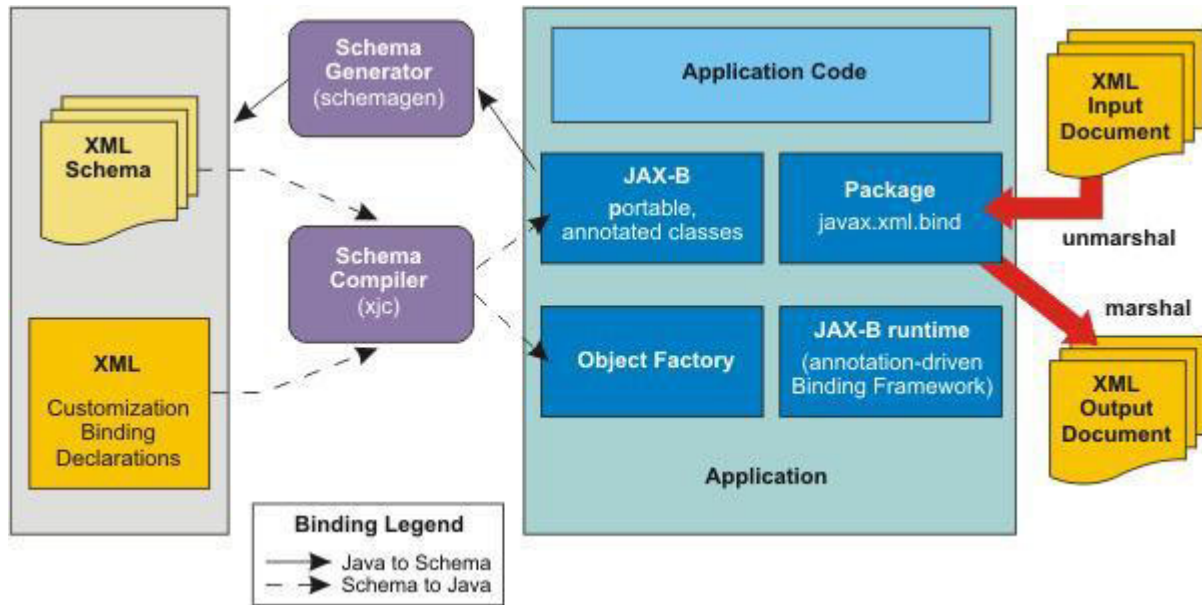 Schema
Generator
(schemagen)
Application Code
XML
Input
Document
XML
Schema
JAX-B
portable,
annotated classes
Package
javax.xml.bind
unmarshal
Schema
Compiler
(xjc)
marshal
XML
Customization
Binding
Declarations
Object Factory
JAX-B runtime
(annotation-driven
Binding Framework)
XML
Output
Document
Application
Binding Legend
Java to Schema
Schema to Java